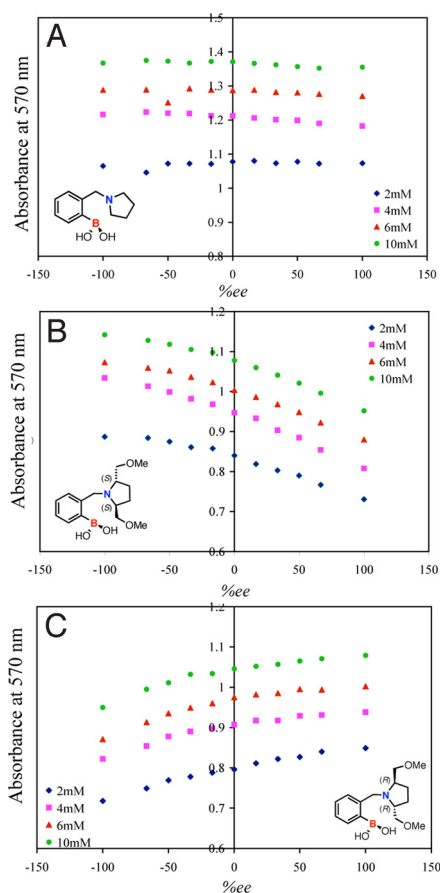 A
Absorbance at 570 nm
1.5
1.4
1.3
1.2
1.1
1
0.9
0.8
N
B
HO
OH
2mM
4mM
6mM
10mM
-150
-100
-50
0
50
100
150
%ee
B
Absorbance at 570 nm
1.2
1.1
1
0.9
0.8
0.7
0.6
2mM
4mM
6mM
10mM
OMe
(S)
N
(S)
B
OMe
HO
OH
-150
-100
-50
0
50
100
150
%ee
C
Absorbance at 570 nm
1.2
1.1
1
0.9
0.8
0.7
0.6
0.5
2mM
4mM
6mM
10mM
OMe
(R)
N
(R)
B
OMe
HO
OH
-150
-100
-50
0
50
100
150
%ee